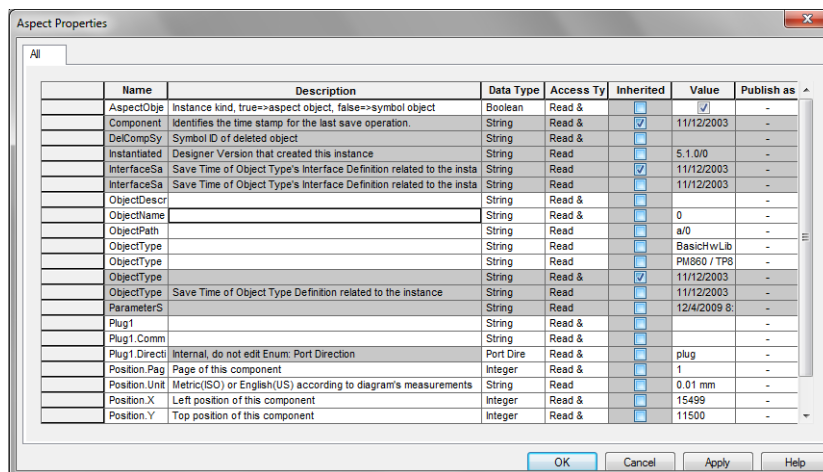 Aspect Properties
All
Name Description Data Type Access Ty Inherited Value Publish as
AspectObje Instance kind, true=>aspect object, false=>symbol object Boolean Read & -
Component Identifies the time stamp for the last save operation. String Read & 11/12/2003 -
DelCompSy Symbol ID of deleted object String Read & -
Instantiated Designer Version that created this instance String Read 5.1.0/0 -
InterfaceSa Save Time of Object Type's Interface Definition related to the insta String Read 11/12/2003 -
InterfaceSa Save Time of Object Type's Interface Definition related to the insta String Read 11/12/2003 -
ObjectDescr String Read & -
ObjectName String Read & 0 -
ObjectPath String Read a/0 -
ObjectType String Read BasicHwLib -
ObjectType String Read PM860 / TP8 -
ObjectType String Read & 11/12/2003 -
ObjectType Save Time of Object Type Definition related to the instance String Read 11/12/2003 -
ParameterS String Read 12/4/2009 8: -
Plug1 String Read & -
Plug1.Comm String Read & -
Plug1.Directi Internal, do not edit Enum: Port Direction Port Dire Read & plug -
Position.Pag Page of this component Integer Read & 1 -
Position.Unit Metric(ISO) or English(US) according to diagram's measurements String Read 0.01 mm -
Position.X Left position of this component Integer Read & 15499 -
Position.Y Top position of this component Integer Read & 11500 -
OK Cancel Apply Help